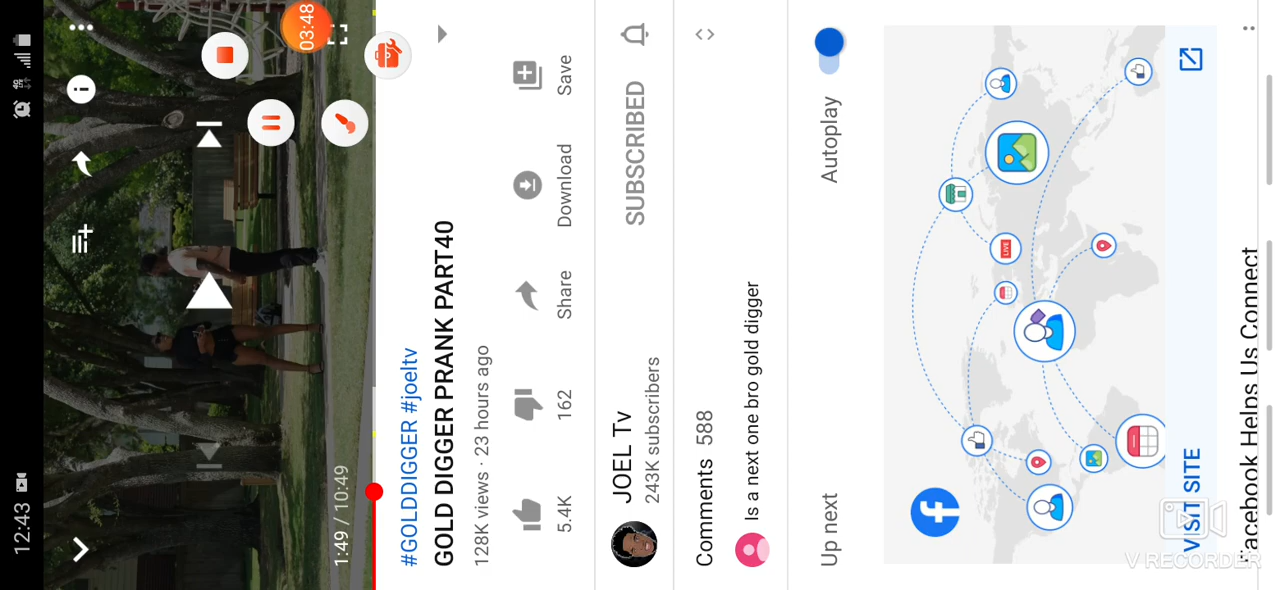 12:43
4G
03:48
1:49 / 10:49
#GOLDDIGGER #joeltv
GOLD DIGGER PRANK PART40
128K views · 23 hours ago
5.4K
162
Share
Download
Save
JOEL Tv
243K subscribers
SUBSCRIBED
Comments 588
Is a next one bro gold digger
Up next
Autoplay
LIVE
VISIT SITE
Facebook Helps Us Connect
V RECORDER